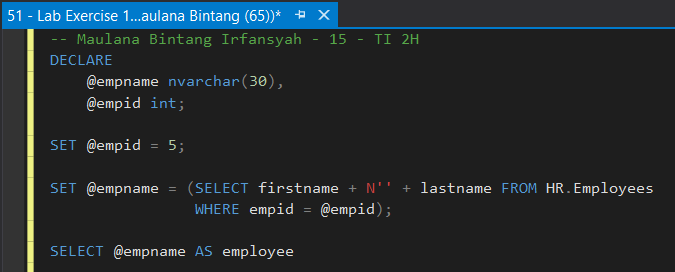 51 - Lab Exercise 1...aulana Bintang (65))*
-- Maulana Bintang Irfansyah - 15 - TI 2H
DECLARE
@empname nvarchar(30),
@empid int;
SET @empid = 5;
SET @empname = (SELECT firstname + N'' + lastname FROM HR.Employees
WHERE empid = @empid);
SELECT @empname AS employee